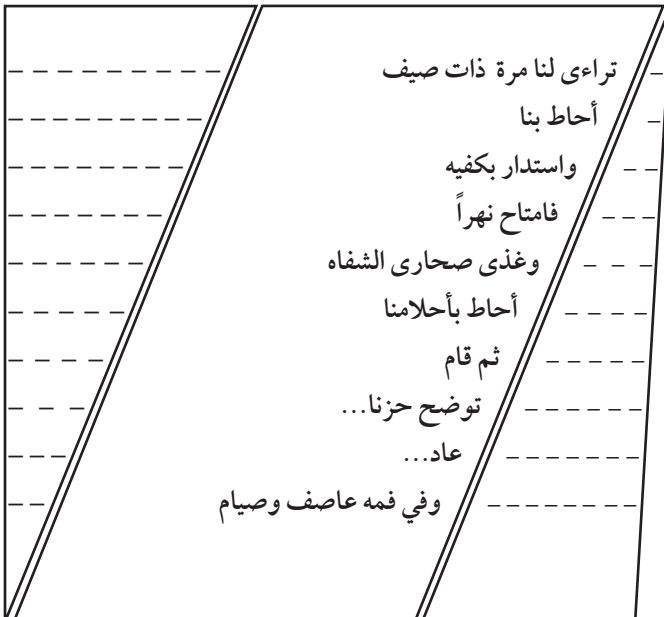 تراءى لنا مرة ذات صيف
أحاط بنا
واستدار بكفيه
فامتاح نهراً
وغذى صحارى الشفاه
أحاط بأحلامنا
ثم قام
توضح حزنا...
عاد...
وفي فمه عاصف وصيام